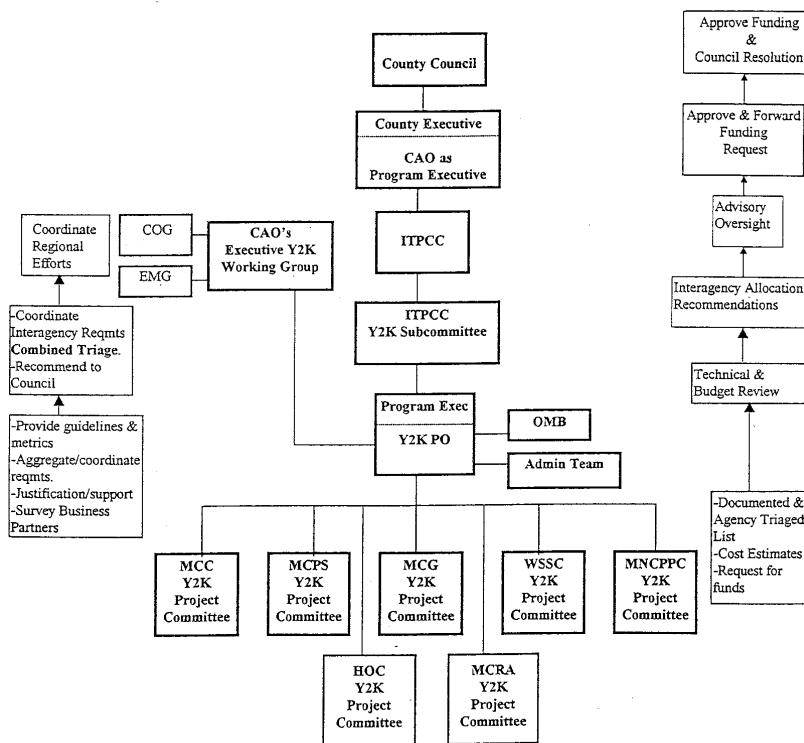 County Council
County Executive
CAO as
Program Executive
ITPCC
ITPCC
Y2K Subcommittee
Program Exec
Y2K PO
OMB
Admin Team
COG
EMG
CAO's
Executive Y2K
Working Group
Coordinate
Regional
Efforts
-Coordinate
Interagency Reqmts
Combined Triage.
-Recommend to
Council
-Provide guidelines &
metrics
-Aggregate/coordinate
reqmts.
-Justification/support
-Survey Business
Partners
MCC
Y2K
Project
Committee
MCPS
Y2K
Project
Committee
MCG
Y2K
Project
Committee
WSSC
Y2K
Project
Committee
MNCPPC
Y2K
Project
Committee
HOC
Y2K
Project
Committee
MCRA
Y2K
Project
Committee
Approve Funding
&
Council Resolution
Approve & Forward
Funding
Request
Advisory
Oversight
Interagency Allocation
Recommendations
Technical &
Budget Review
-Documented &
Agency Triaged
List
-Cost Estimates
-Request for
funds